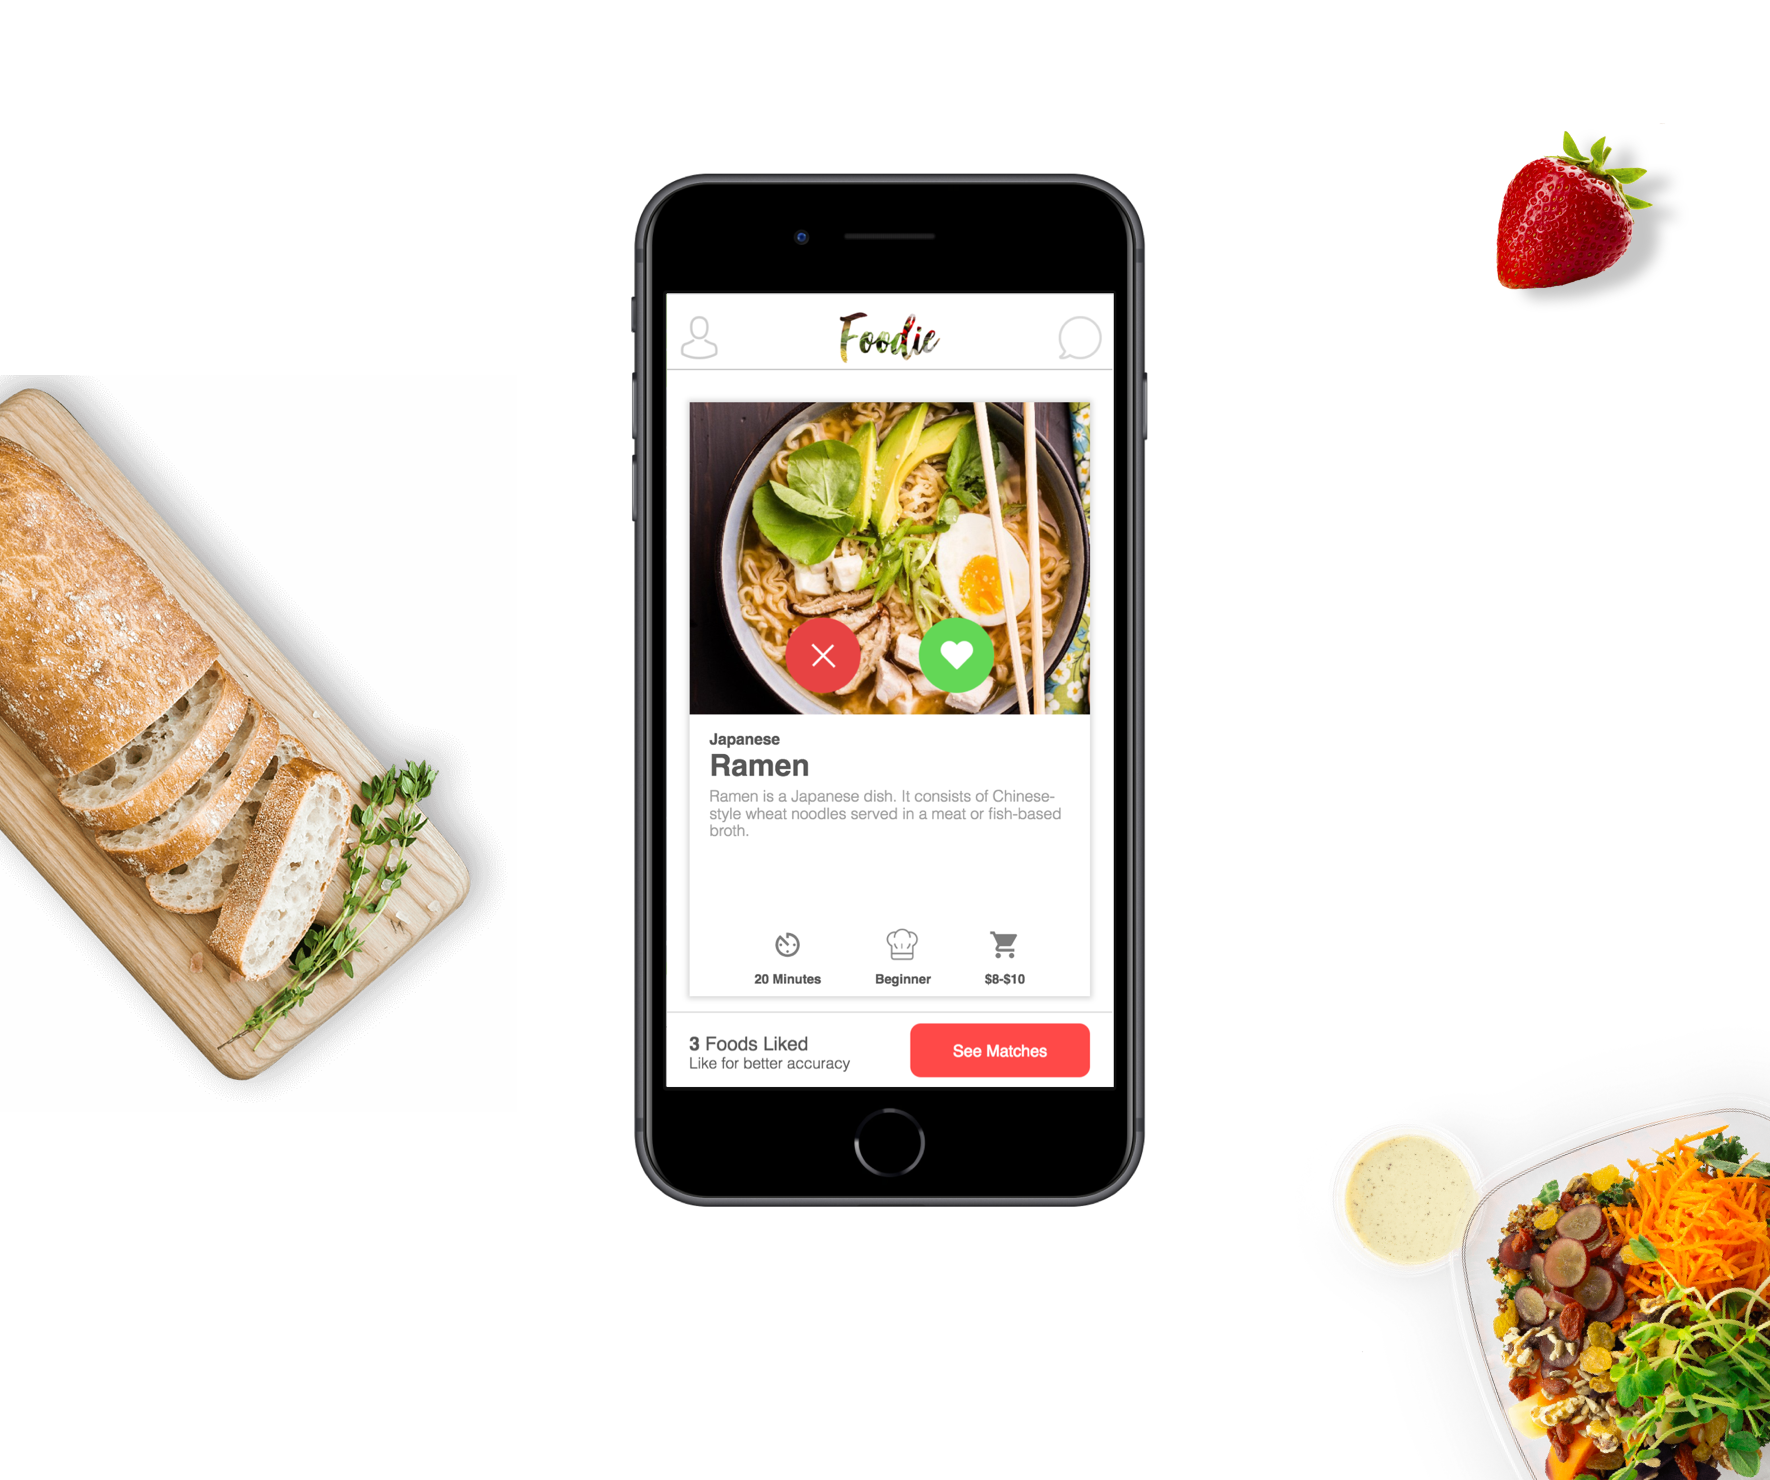 Foodie
Japanese
Ramen
Ramen is a Japanese dish. It consists of Chinese-
style wheat noodles served in a meat or fish-based
broth.
20 Minutes
Beginner
$8-$10
3 Foods Liked
Like for better accuracy
See Matches